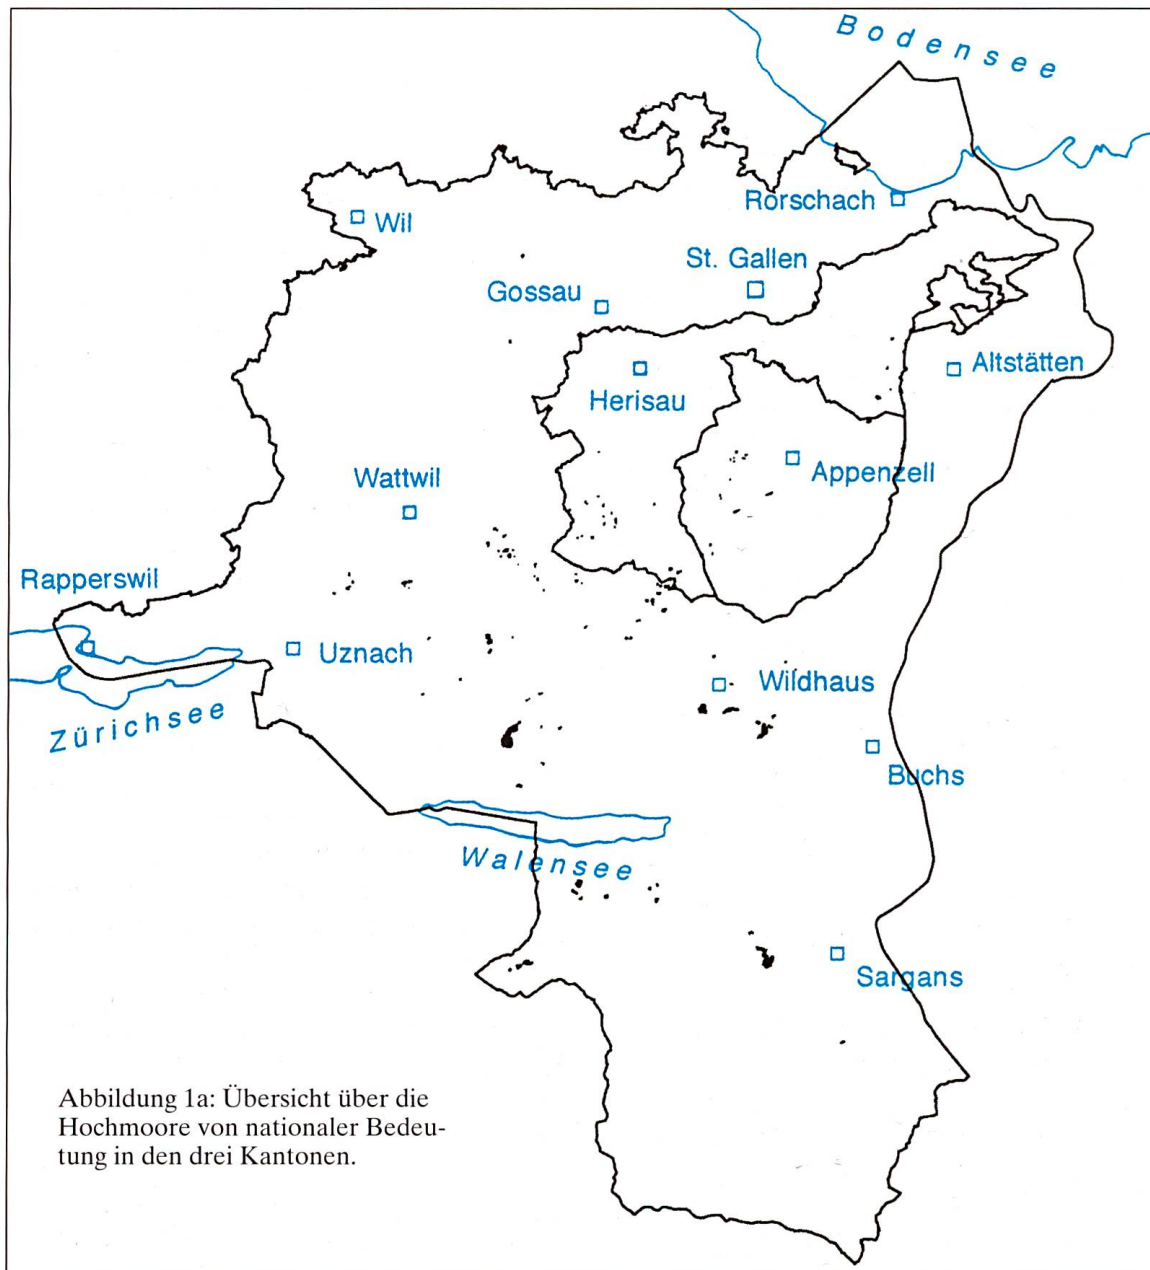 Bodensee
Rorschach
Wil
St. Gallen
Gossau
Altstätten
Herisau
Appenzell
Wattwil
Rapperswil
Uznach
Wildhaus
Zürichsee
Buchs
Walensee
Sargans
Abbildung 1a: Übersicht über die
Hochmoore von nationaler Bedeu-
tung in den drei Kantonen.